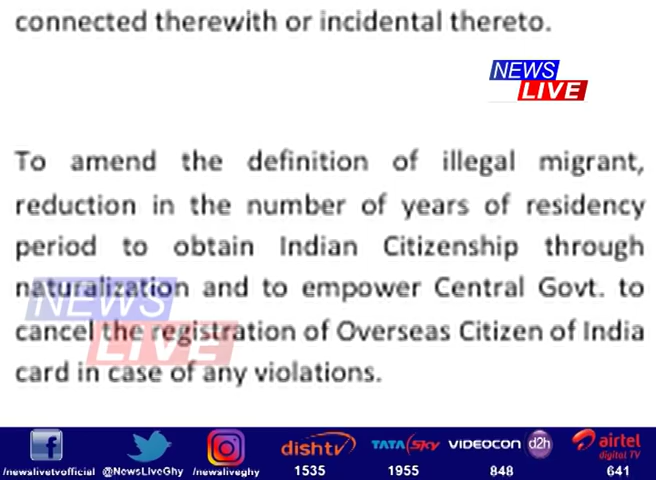 connected therewith or incidental thereto.
NEWS
LIVE
To amend the definition of illegal migrant,
reduction in the number of years of residency
period to obtain Indian Citizenship through
naturalization and to empower Central Govt. to
NEWS
cancel the registration of Overseas Citizen of India
LIVE
card in case of any violations.
f dishtv TATA Sky VIDEOCON d2h airtel
digital TV
/newslivetvofficial @NewsLiveGhy /newsliveghy 1535 1955 848 641